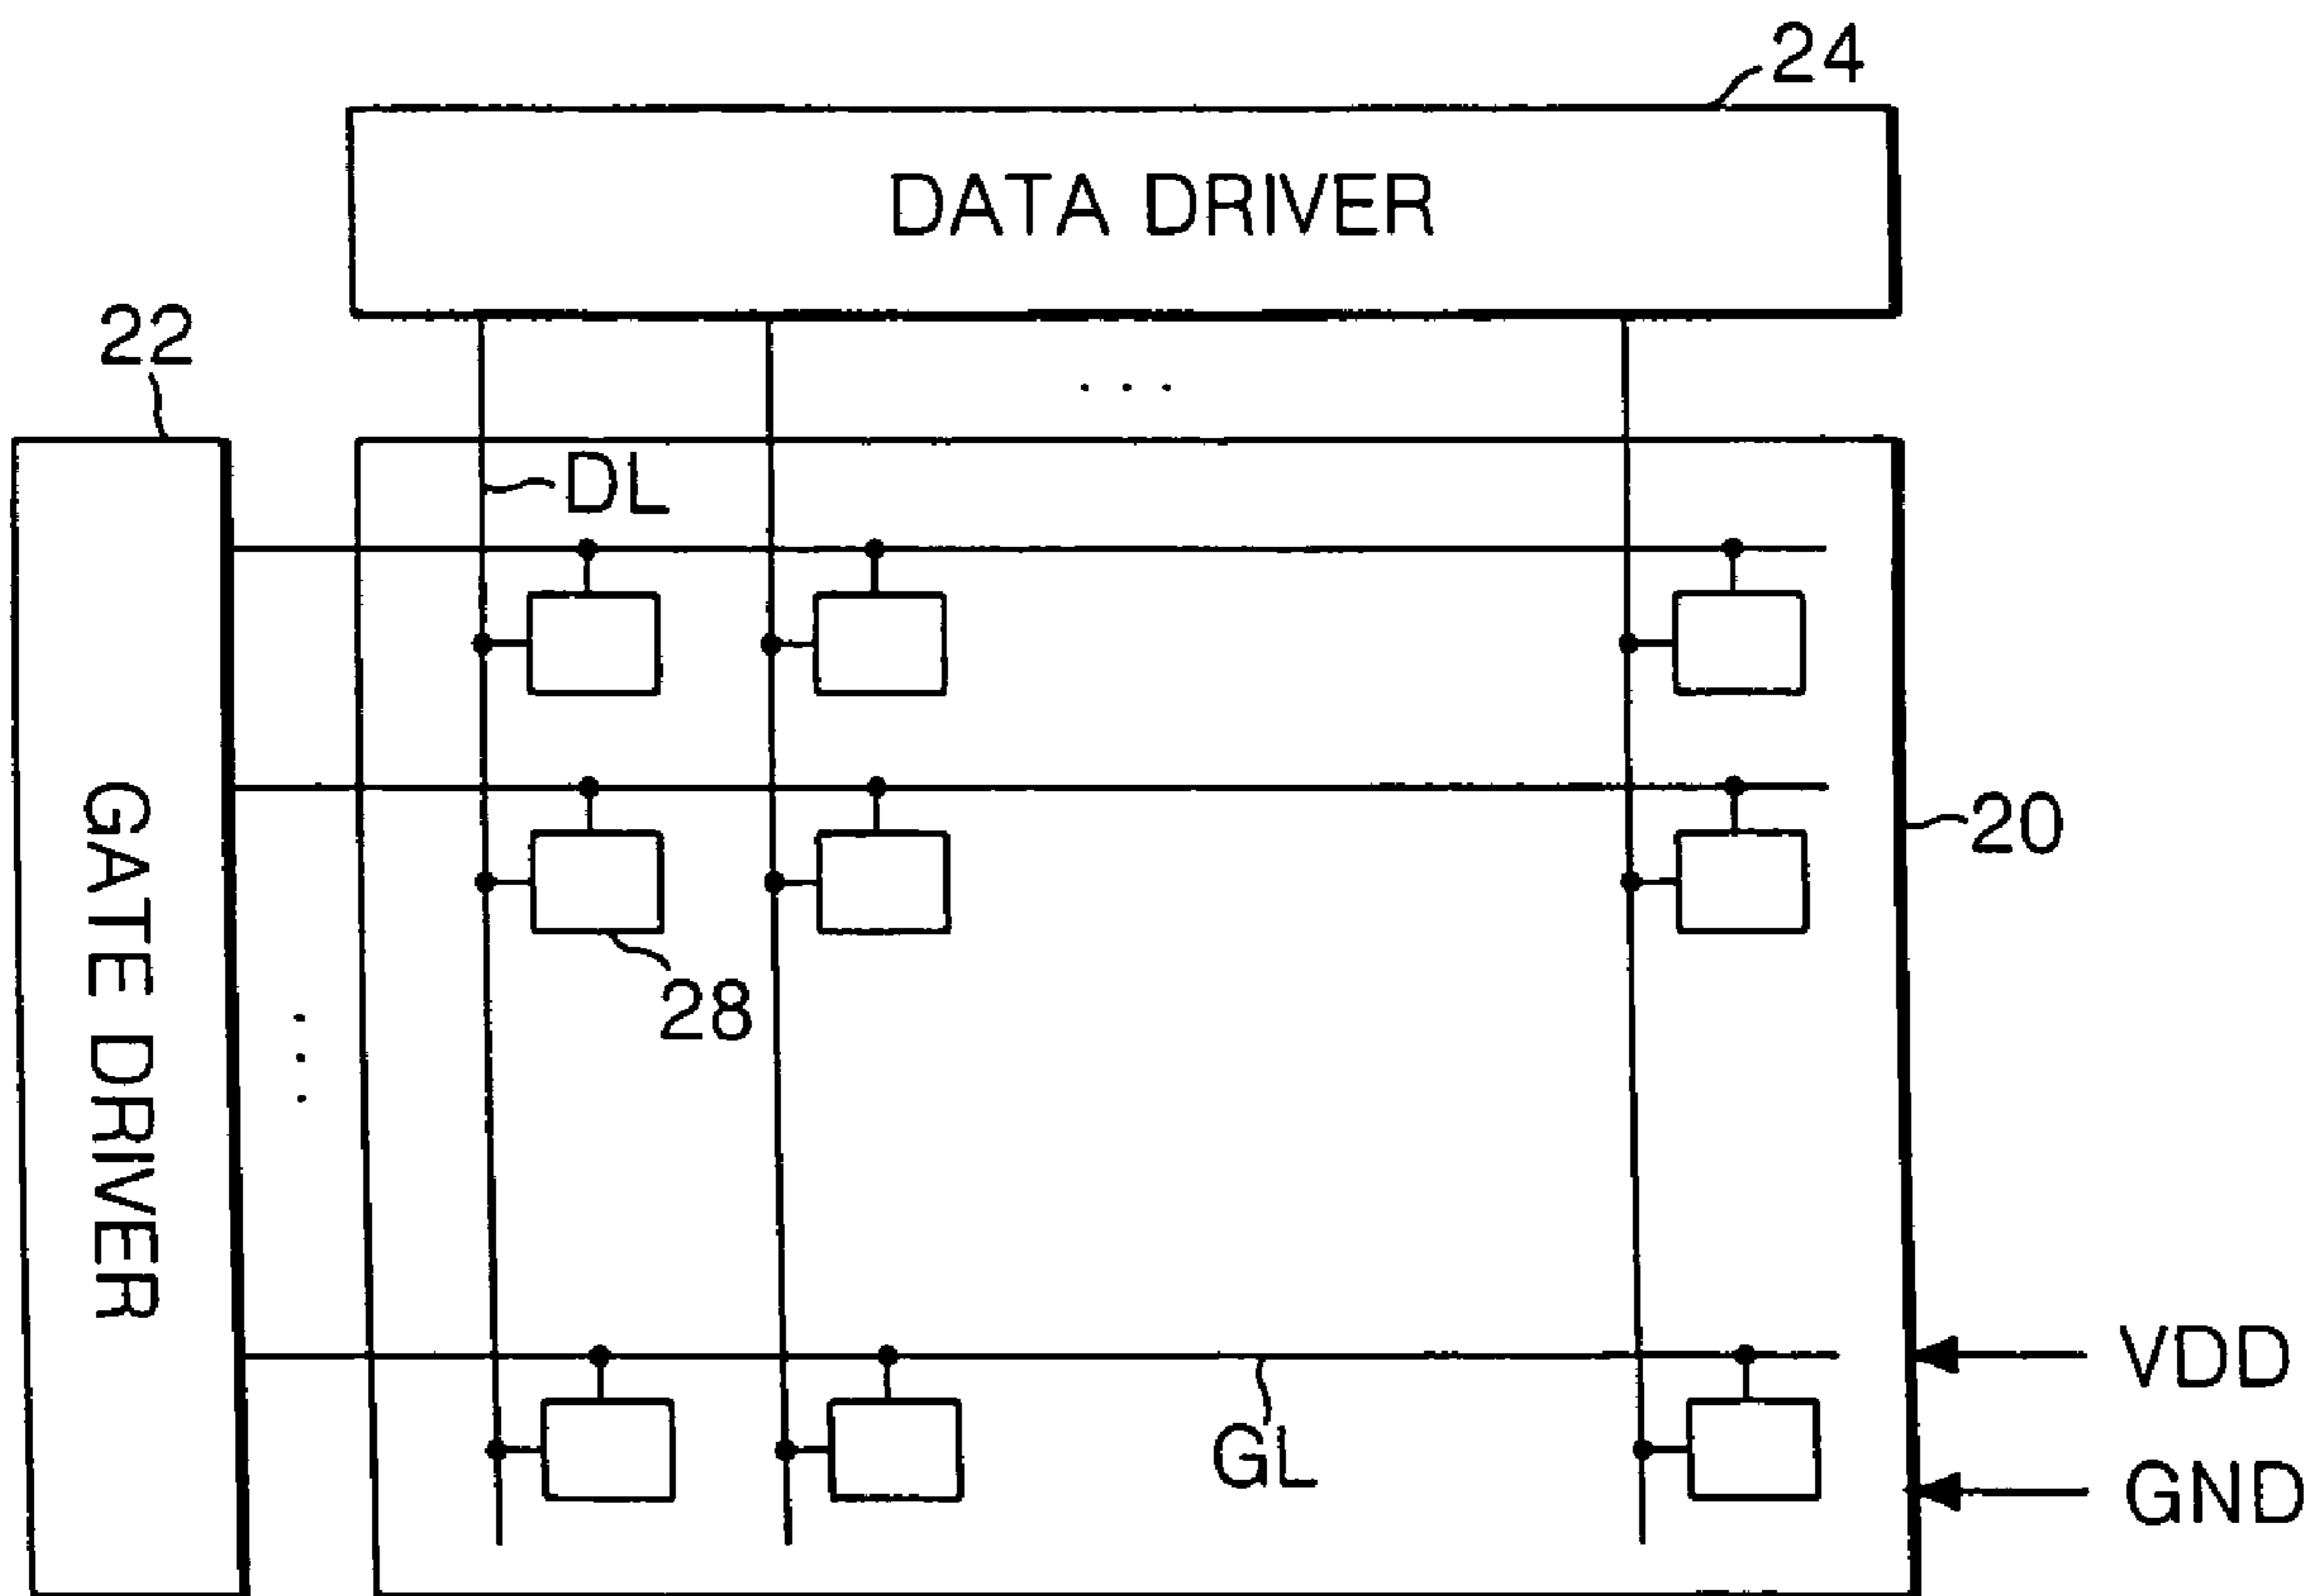 24
DATA DRIVER
22
. . .
DL
GATE DRIVER
20
28
VDD
GL
GND